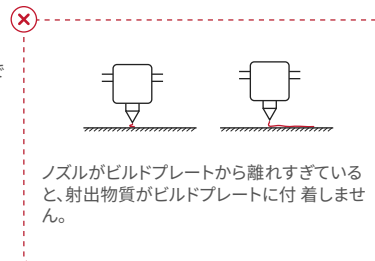 ノズルがビルドプレートから離れすぎている
と、射出物質がビルドプレートに付 着しませ
ん。